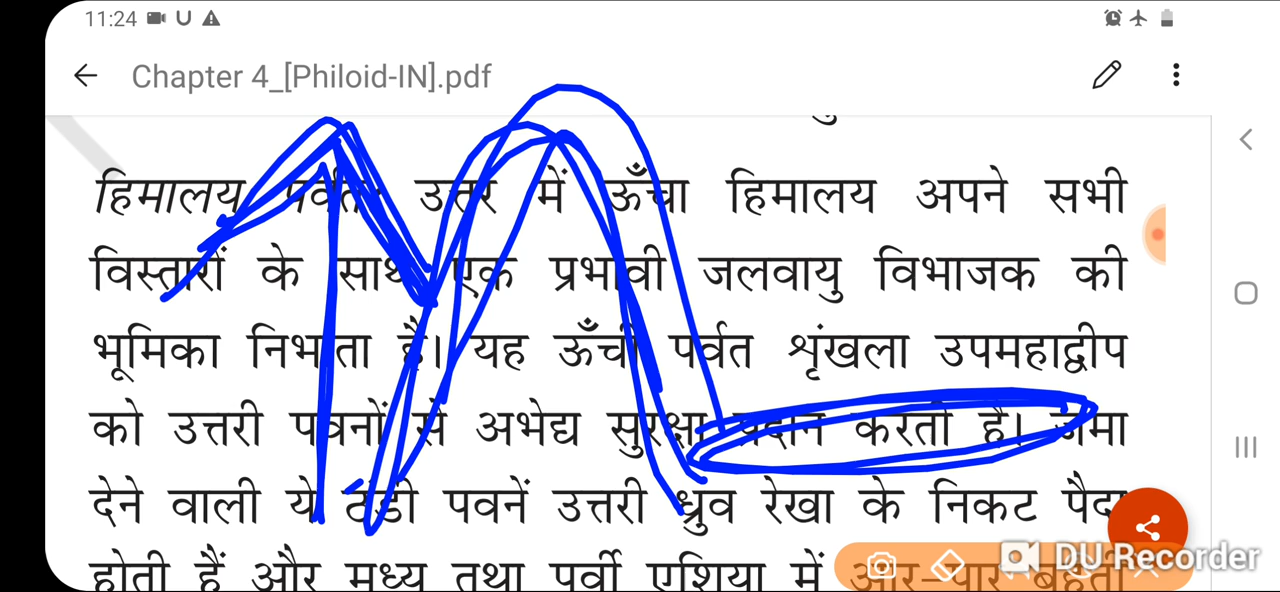 11:24
Chapter 4_[Philoid-IN].pdf
हिमालय पर्वत उत्तर में ऊँचा हिमालय अपने सभी
विस्तारों के साथ एक प्रभावी जलवायु विभाजक की
भूमिका निभाता है। यह ऊँची पर्वत शृंखला उपमहाद्वीप
को उत्तरी पवनों से अभेद्य सुरक्षा प्रदान करती है। जमा
देने वाली ये ठंडी पवनें उत्तरी ध्रुव रेखा के निकट पैदा
होती हैं और मध्य तथा पूर्वी एशिया में आर-पार बहती
DU Recorder